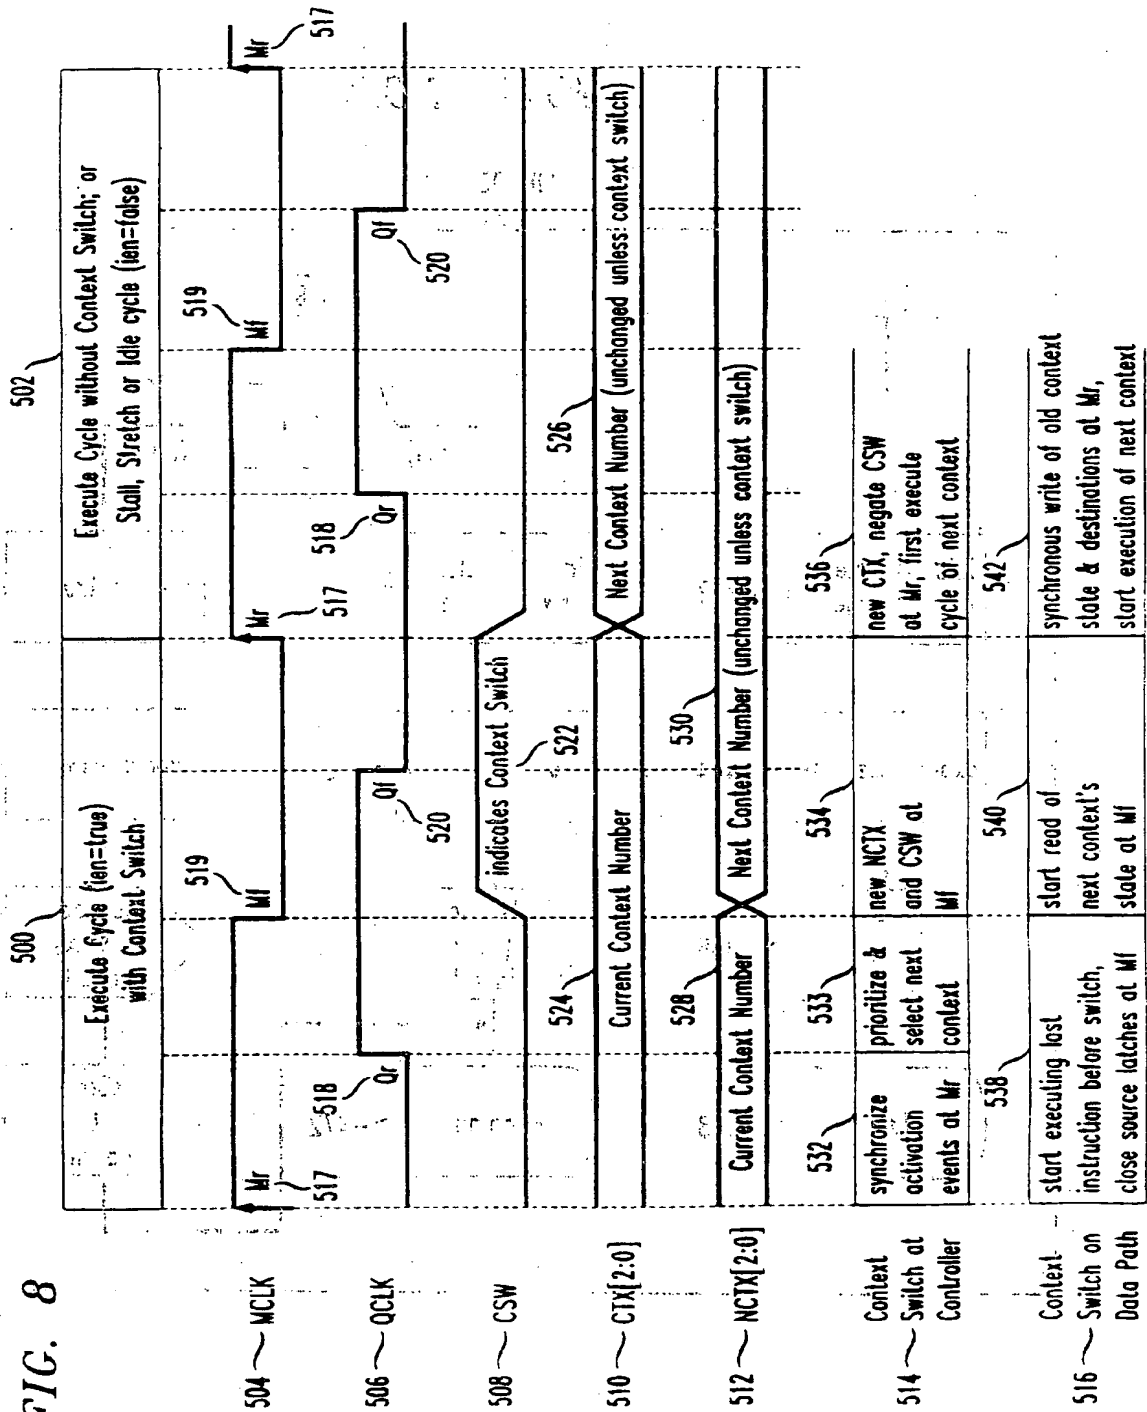 FIG. 8
500
502
Execute Cycle (ien=true)
with Context Switch
Execute Cycle without Context Switch; or
Stall, Stretch or Idle cycle (ien=false)
504 MCLK
Mr
517
Mf
519
Mr
517
Mf
519
Mr
517
506 QCLK
Qr
518
Qf
520
Qr
518
Qf
520
508 CSW
indicates Context Switch
522
510 CTX[2:0]
524
Current Context Number
526
Next Context Number (unchanged unless context switch)
512 NCTX[2:0]
528
Current Context Number
530
Next Context Number (unchanged unless context switch)
514
Context
Switch at
Controller
532
synchronize
activation
events at Mr
533
prioritize &
select next
context
534
new NCTX
and CSW at
Mf
536
new CTX, negate CSW
at Mr, first execute
cycle of next context
516
Context
Switch on
Data Path
538
start executing last
instruction before switch,
close source latches at Mf
540
start read of
next context's
state at Mf
542
synchronous write of old context
state & destinations at Mr,
start execution of next context